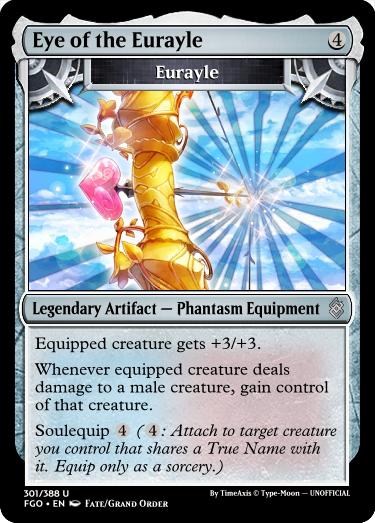 Eye of the Eurayle 4
Eurayle
Legendary Artifact — Phantasm Equipment
Equipped creature gets +3/+3.
Whenever equipped creature deals
damage to a male creature, gain control
of that creature.
Soulequip 4 ( 4 : Attach to target creature
you control that shares a True Name with
it. Equip only as a sorcery.)
301/388 U
FGO • EN Fate/Grand Order
By TimeAxis © Type-Moon — UNOFFICIAL